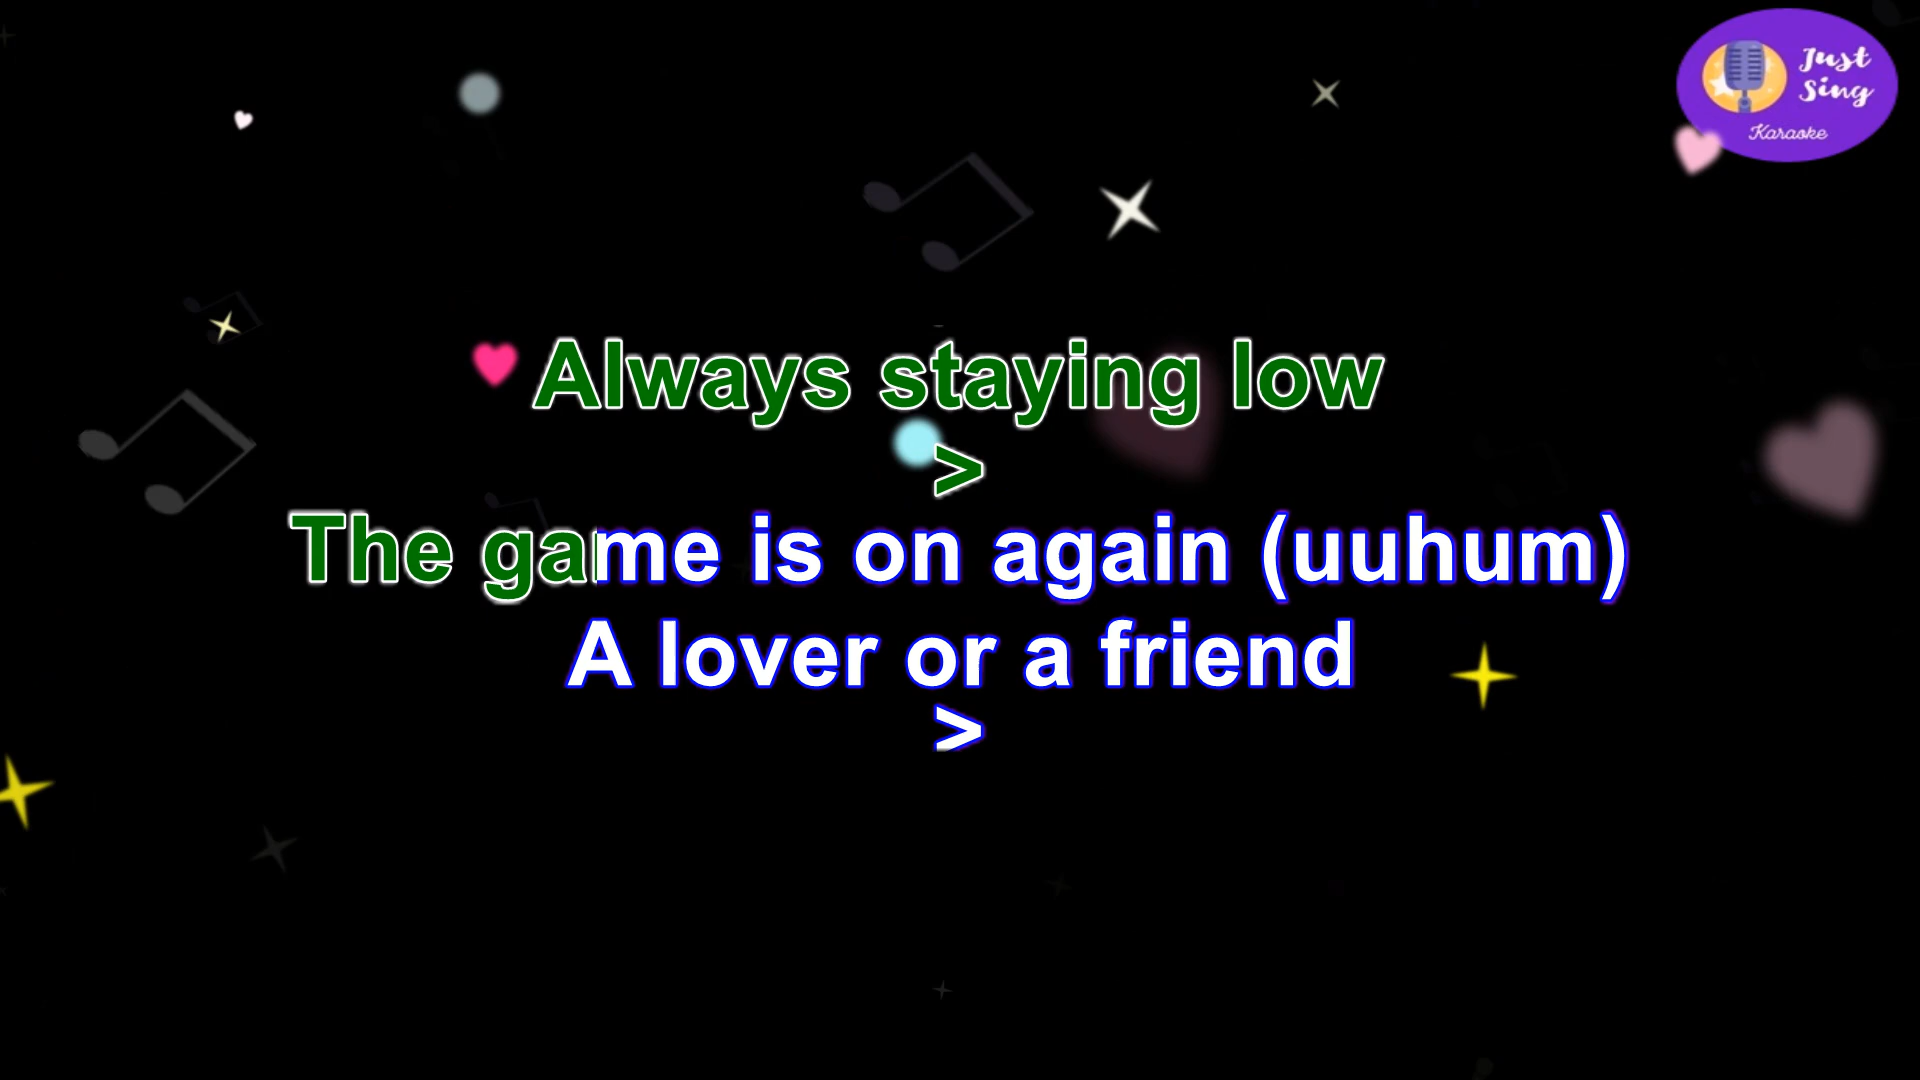 Just
Sing
Karaoke
Always staying low
>
The game is on again (uuhum)
A lover or a friend
>